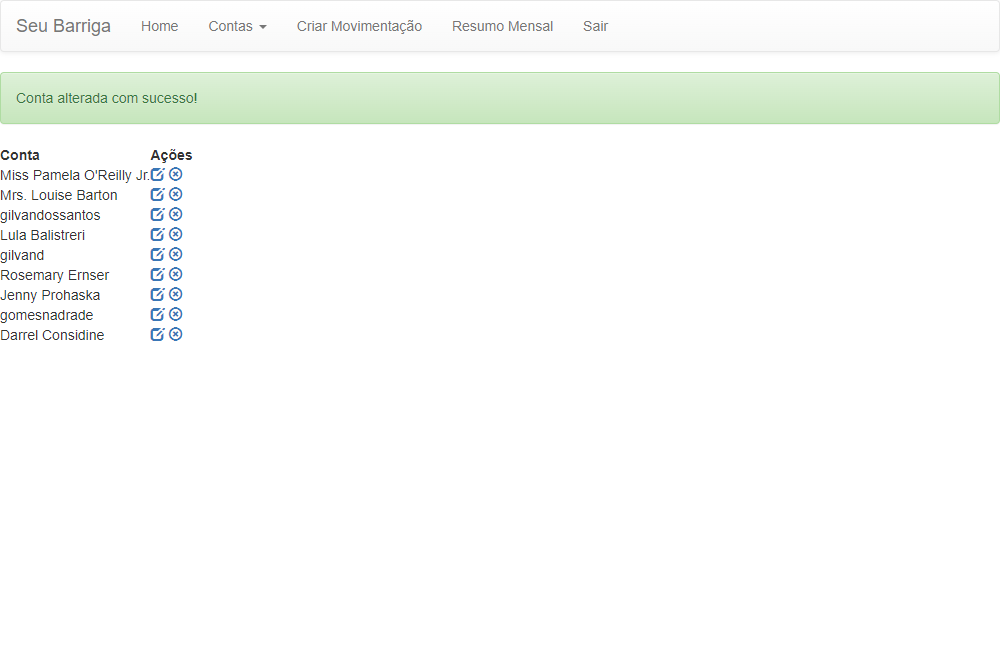 Seu Barriga Home Contas Criar Movimentação Resumo Mensal Sair
Conta alterada com sucesso!
Conta Ações
Miss Pamela O'Reilly Jr.
Mrs. Louise Barton
gilvandossantos
Lula Balistreri
gilvand
Rosemary Ernser
Jenny Prohaska
gomesnadrade
Darrel Considine